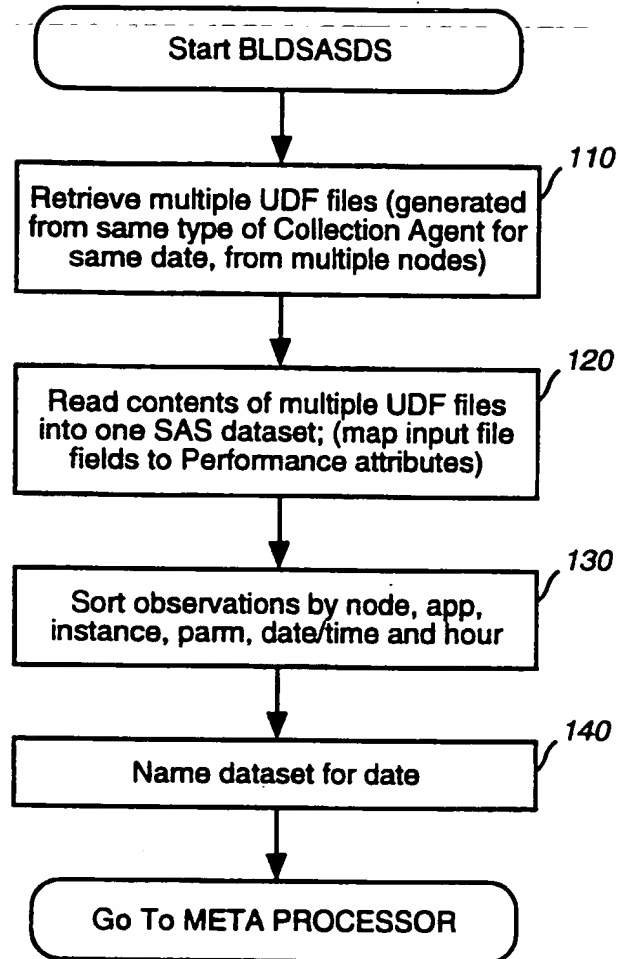 Start BLDSASDS
110
Retrieve multiple UDF files (generated
from same type of Collection Agent for
same date, from multiple nodes)
120
Read contents of multiple UDF files
into one SAS dataset; (map input file
fields to Performance attributes)
130
Sort observations by node, app,
instance, parm, date/time and hour
140
Name dataset for date
Go To META PROCESSOR